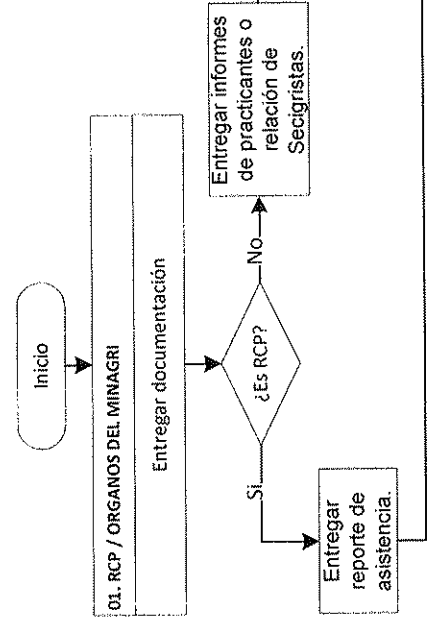 Inicio
01. RCP / ORGANOS DEL MINAGRI
Entregar documentación
¿Es RCP?
Si
No
Entregar
reporte de
asistencia.
Entregar informes
de practicantes o
relación de
Secigristas.